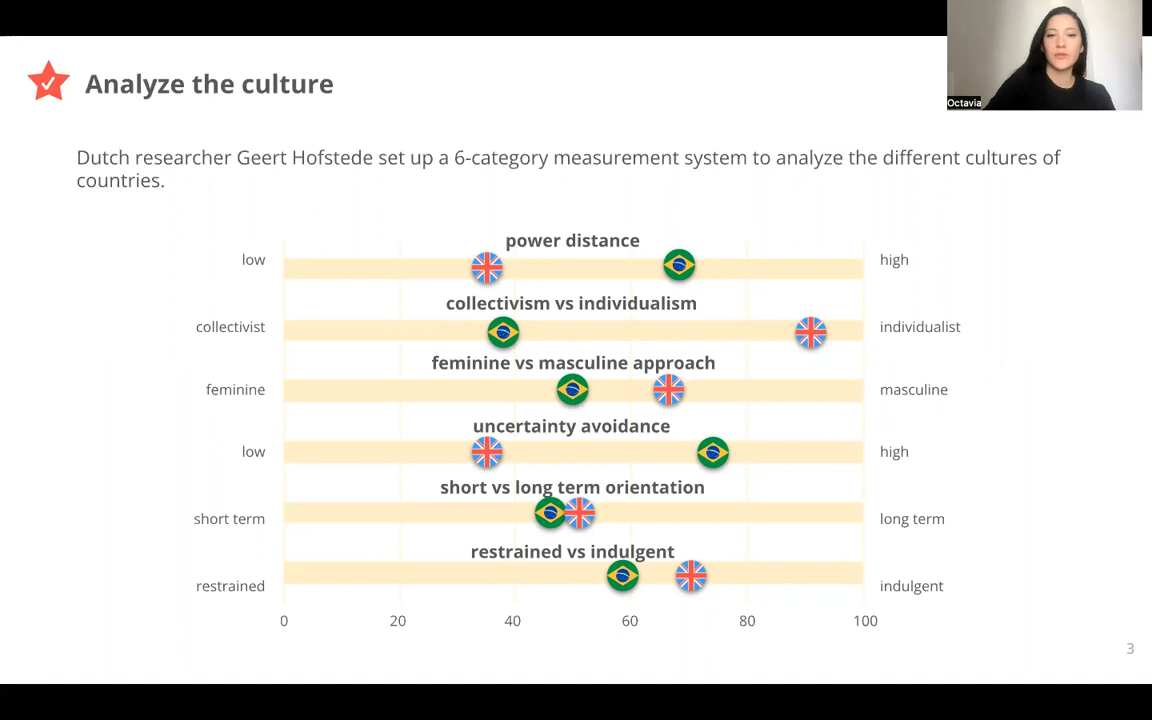 Analyze the culture
Octavia
Dutch researcher Geert Hofstede set up a 6-category measurement system to analyze the different cultures of
countries.
power distance
low
high
collectivism vs individualism
collectivist
individualist
feminine vs masculine approach
feminine
masculine
uncertainty avoidance
low
high
short vs long term orientation
short term
long term
restrained vs indulgent
restrained
indulgent
0 20 40 60 80 100
3